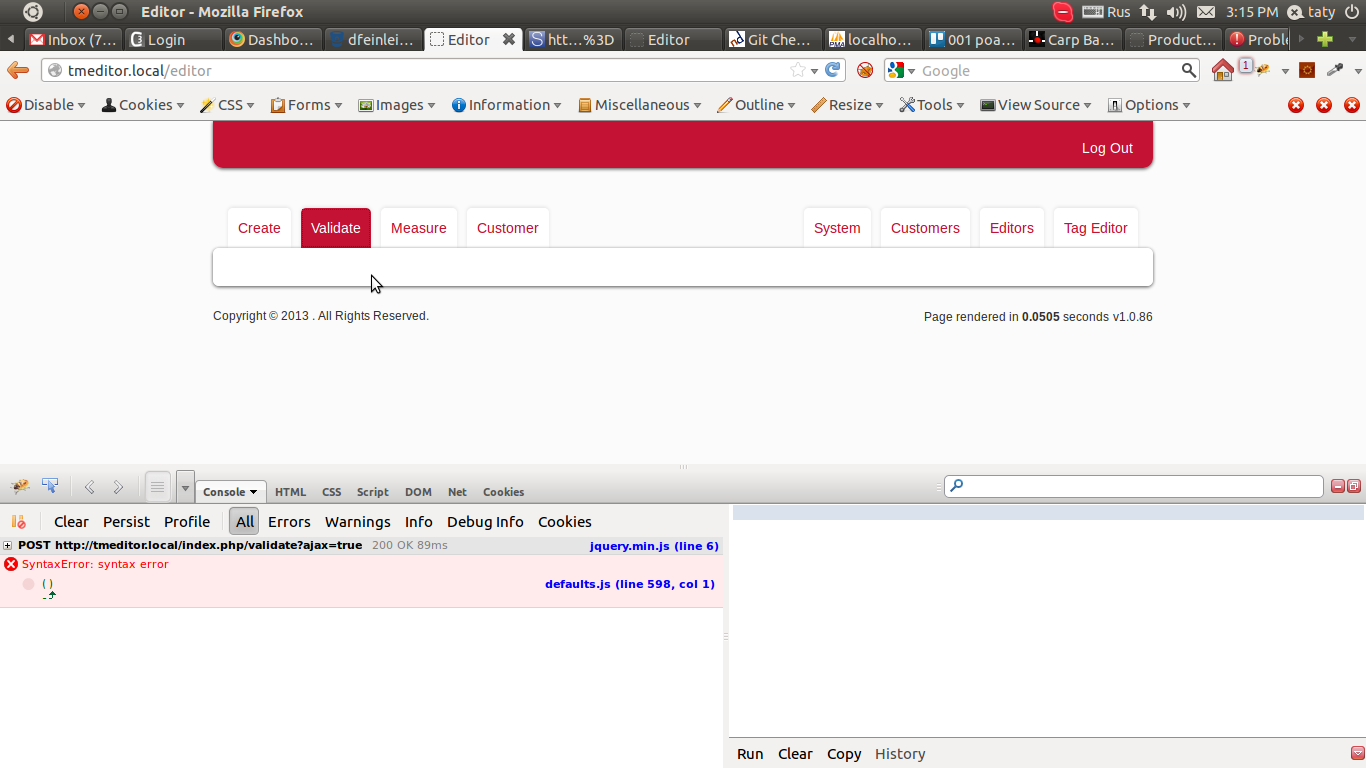 Editor - Mozilla Firefox
Rus 3:15 PM taty
Inbox (7... Login Dashbo... dfeinlei... Editor htt...%3D Editor Git Che... localho... 001 poa... Carp Ba... Product... Proble
tmeditor.local/editor Google 1
Disable Cookies CSS Forms Images Information Miscellaneous Outline Resize Tools View Source Options
Log Out
Create Validate Measure Customer System Customers Editors Tag Editor
Copyright © 2013 . All Rights Reserved. Page rendered in 0.0505 seconds v1.0.86
Console HTML CSS Script DOM Net Cookies
Clear Persist Profile All Errors Warnings Info Debug Info Cookies
POST http://tmeditor.local/index.php/validate?ajax=true 200 OK 89ms jquery.min.js (line 6)
SyntaxError: syntax error
() defaults.js (line 598, col 1)
Run Clear Copy History